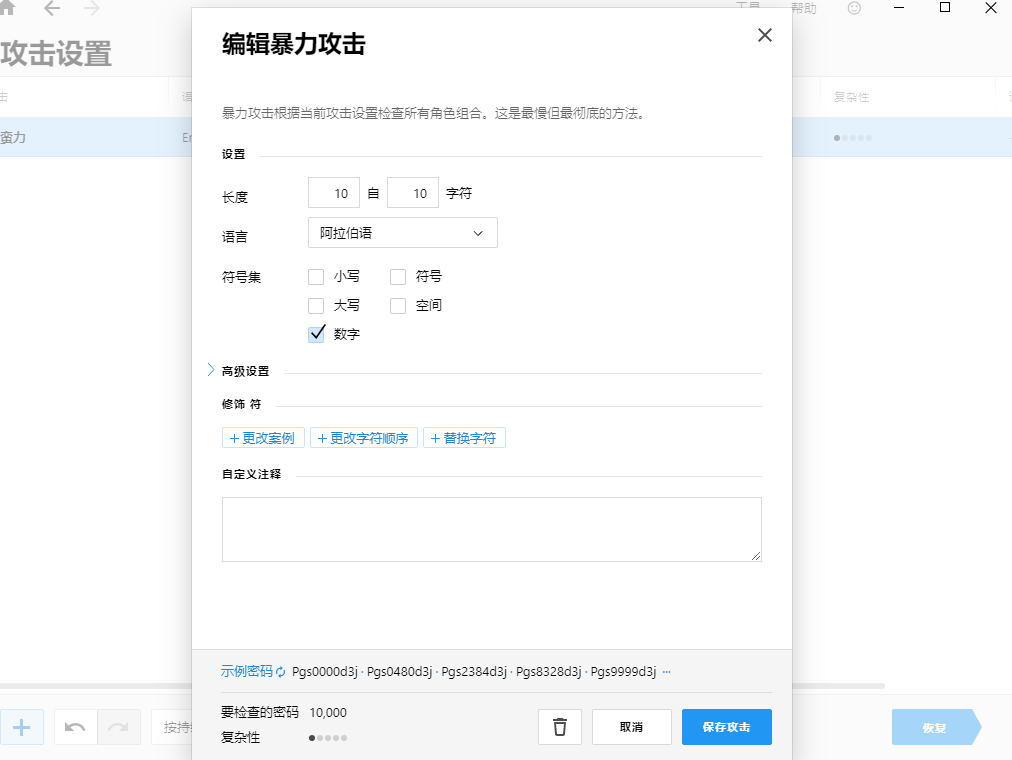 工具 帮助
编辑暴力攻击
攻击设置
暴力攻击根据当前攻击设置检查所有角色组合。这是最慢但最彻底的方法。
复杂性
蛮力
设置
长度 10 自 10 字符
语言 阿拉伯语
符号集 小写 符号
大写 空间
数字
高级设置
修饰 符
+ 更改案例 + 更改字符顺序 + 替换字符
自定义注释
示例密码 Pgs0000d3j · Pgs0480d3j · Pgs2384d3j · Pgs8328d3j · Pgs9999d3j ···
要检查的密码 10,000
复杂性
取消 保存攻击
按持
恢复